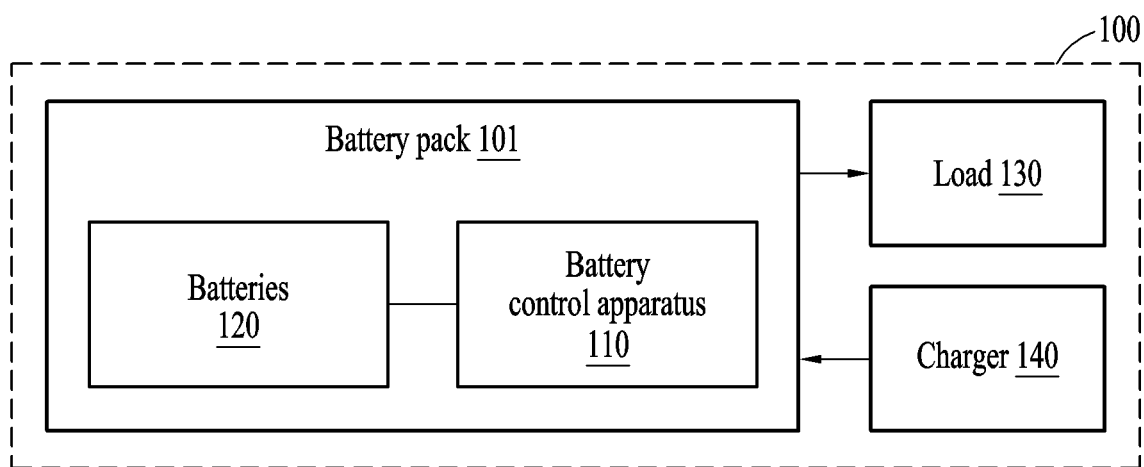 100
Battery pack 101
Load 130
Batteries
120
Battery
control apparatus
110
Charger 140